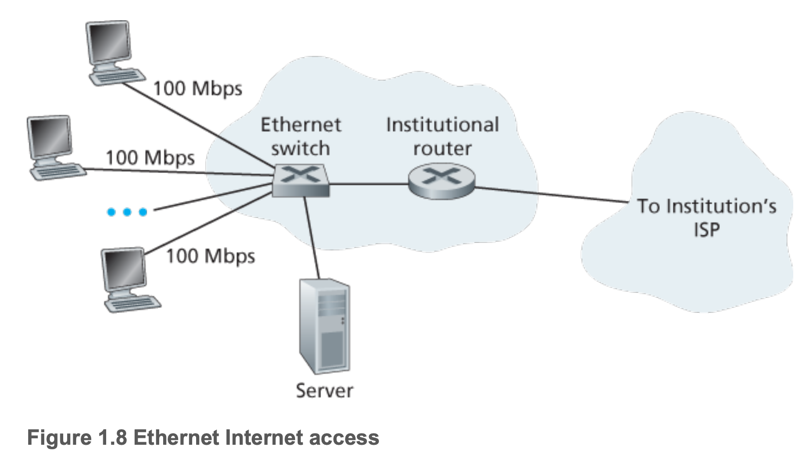 100 Mbps
Ethernet
switch
Institutional
router
100 Mbps
To Institution's
ISP
100 Mbps
Server
Figure 1.8 Ethernet Internet access